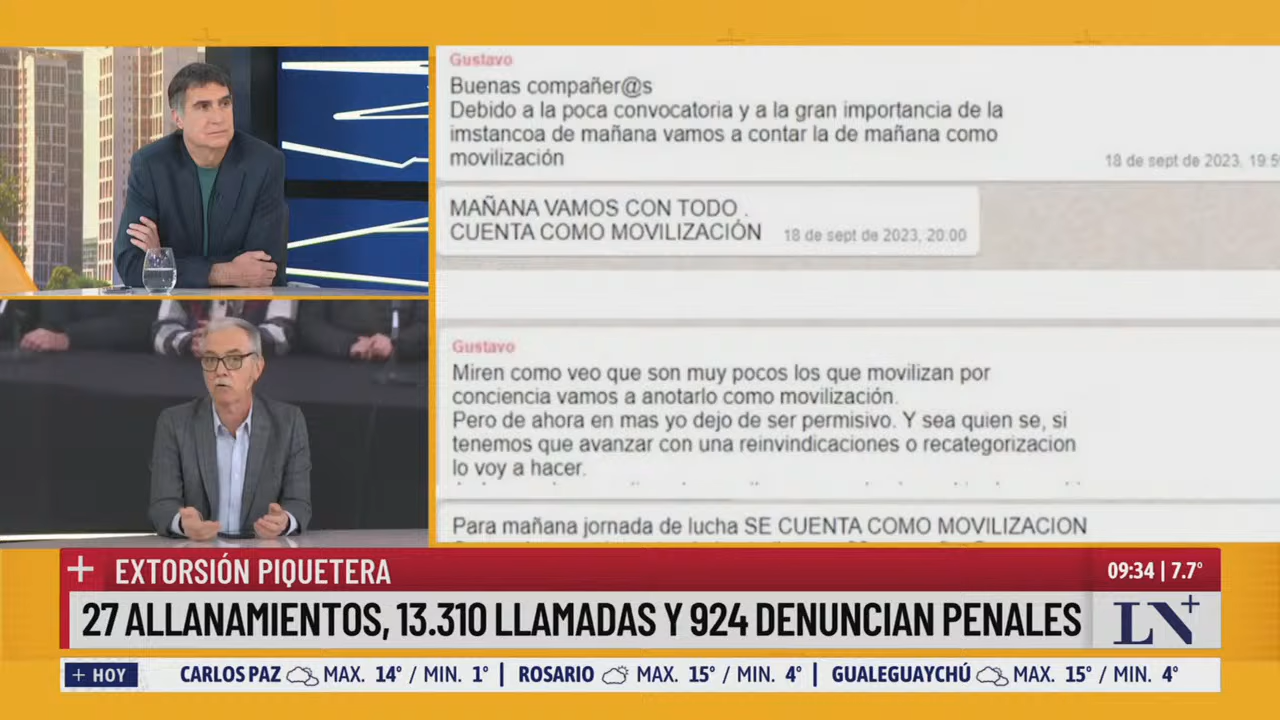 Gustavo
Buenas compañer@s
Debido a la poca convocatoria y a la gran importancia de la
imstancoa de mañana vamos a contar la de mañana como
movilización
18 de sept de 2023, 19:5
MAÑANA VAMOS CON TODO .
CUENTA COMO MOVILIZACIÓN 18 de sept de 2023, 20:00
Gustavo
Miren como veo que son muy pocos los que movilizan por
conciencia vamos a anotarlo como movilización.
Pero de ahora en mas yo dejo de ser permisivo. Y sea quien se, si
tenemos que avanzar con una reinvindicaciones o recategorizacion
lo voy a hacer.
Para mañana jornada de lucha SE CUENTA COMO MOVILIZACION
EXTORSIÓN PIQUETERA
09:34 | 7.7°
27 ALLANAMIENTOS, 13.310 LLAMADAS Y 924 DENUNCIAN PENALES
LN+
+ HOY CARLOS PAZ MAX. 14° / MIN. 1° | ROSARIO MAX. 15° / MIN. 4° | GUALEGUAYCHÚ MAX. 15° / MIN. 4°